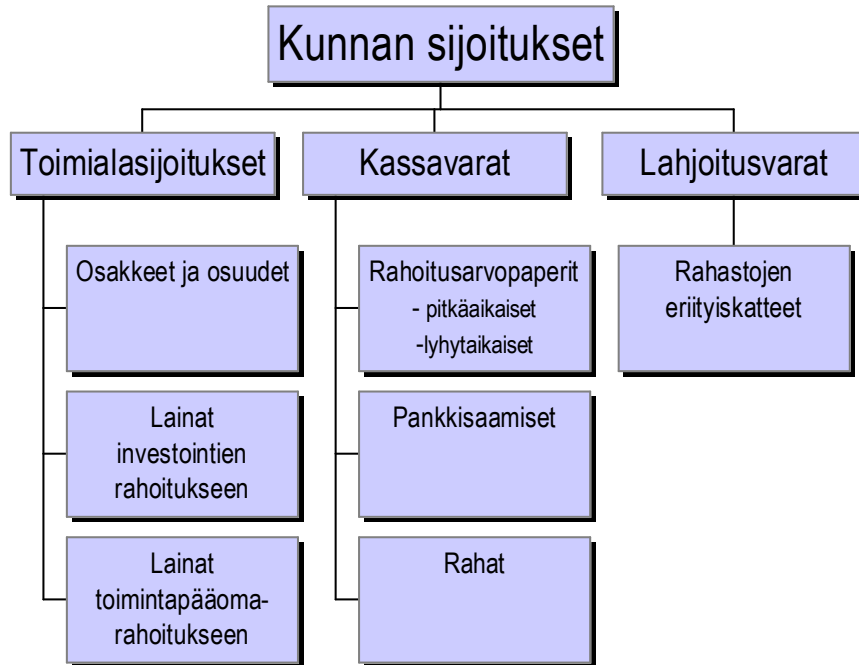 Kunnan sijoitukset
Toimialasijoitukset
Kassavarat
Lahjoitusvarat
Osakkeet ja osuudet
Lainat
investointien
rahoitukseen
Lainat
toimintapääoma-
rahoitukseen
Rahoitusarvopaperit
- pitkäaikaiset
-lyhytaikaiset
Pankkisaamiset
Rahat
Rahastojen
eriityiskatteet